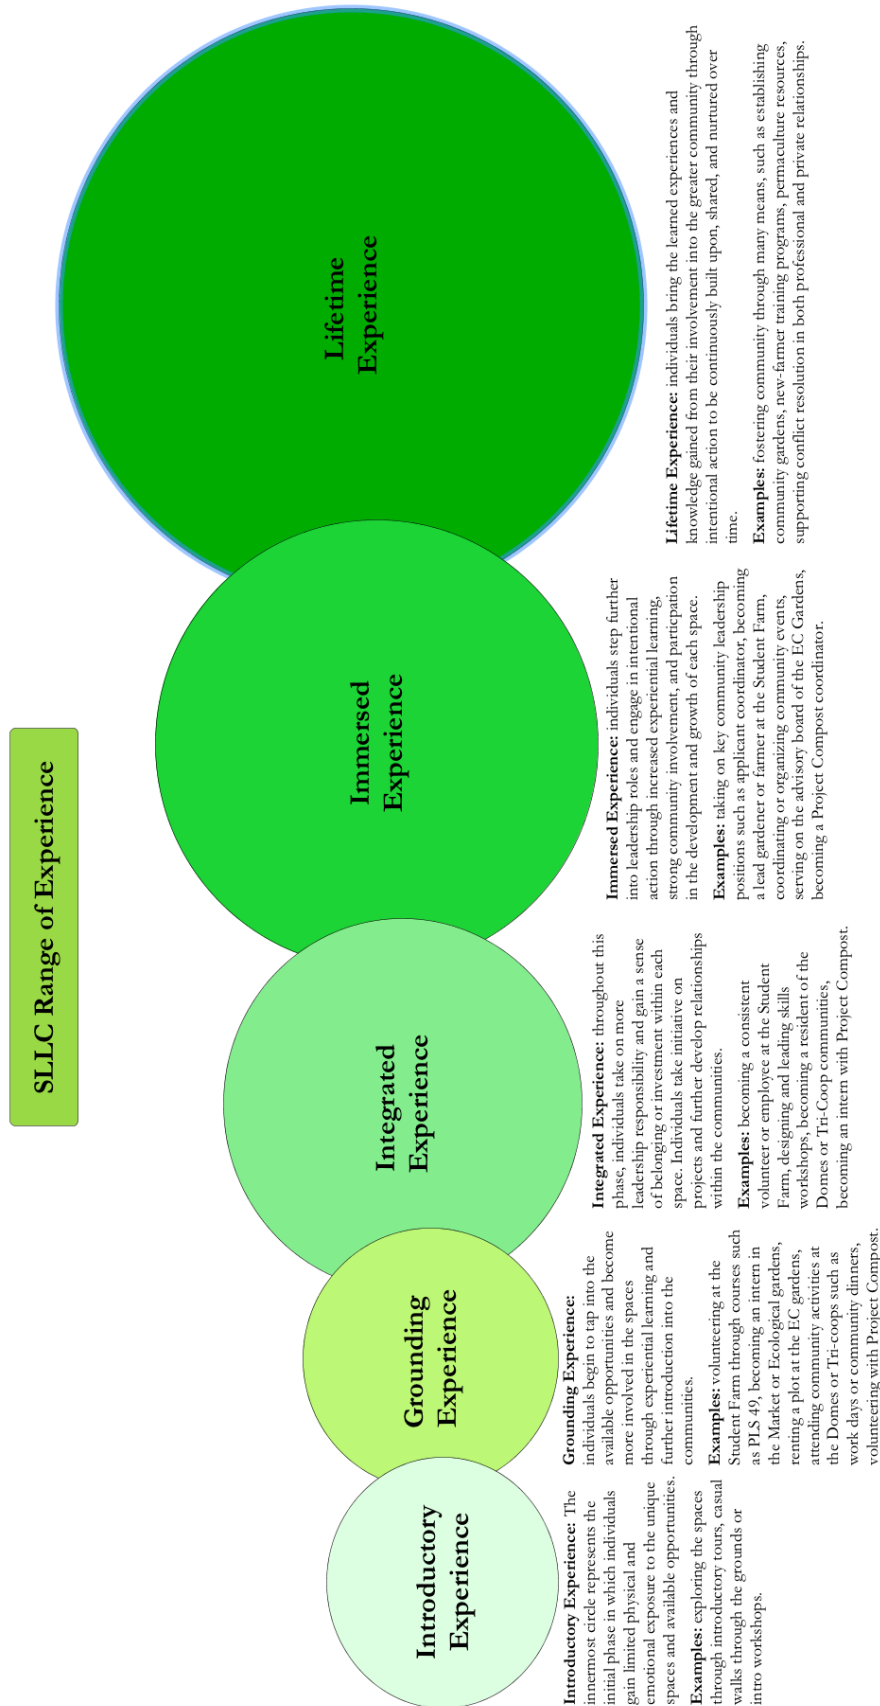 SLLC Range of Experience
Introductory
Experience
Grounding
Experience
Integrated
Experience
Immersed
Experience
Lifetime
Experience
Introductory Experience: The
innermost circle represents the
initial phase in which individuals
gain limited physical and
emotional exposure to the unique
spaces and available opportunities.
Examples: exploring the spaces
through introductory tours, casual
walks through the grounds or
intro workshops.
Grounding Experience:
individuals begin to tap into the
available opportunities and become
more involved in the spaces
through experiential learning and
further introduction into the
communities.
Examples: volunteering at the
Student Farm through courses such
as PLS 49, becoming an intern in
the Market or Ecological gardens,
renting a plot at the EC gardens,
attending community activities at
the Domes or Tri-coops such as
work days or community dinners,
volunteering with Project Compost.
Integrated Experience: throughout this
phase, individuals take on more
leadership responsibility and gain a sense
of belonging or investment within each
space. Individuals take initiative on
projects and further develop relationships
within the communities.
Examples: becoming a consistent
volunteer or employee at the Student
Farm, designing and leading skills
workshops, becoming a resident of the
Domes or Tri-Coop communities,
becoming an intern with Project Compost.
Immersed Experience: individuals step further
into leadership roles and engage in intentional
action through increased experiential learning,
strong community involvement, and particpation
in the development and growth of each space.
Examples: taking on key community leadership
positions such as applicant coordinator, becoming
a lead gardener or farmer at the Student Farm,
coordinating or organizing community events,
serving on the advisory board of the EC Gardens,
becoming a Project Compost coordinator.
Lifetime Experience: individuals bring the learned experiences and
knowledge gained from their involvement into the greater community through
intentional action to be continuously built upon, shared, and nurtured over
time.
Examples: fostering community through many means, such as establishing
community gardens, new-farmer training programs, permaculture resources,
supporting conflict resolution in both professional and private relationships.